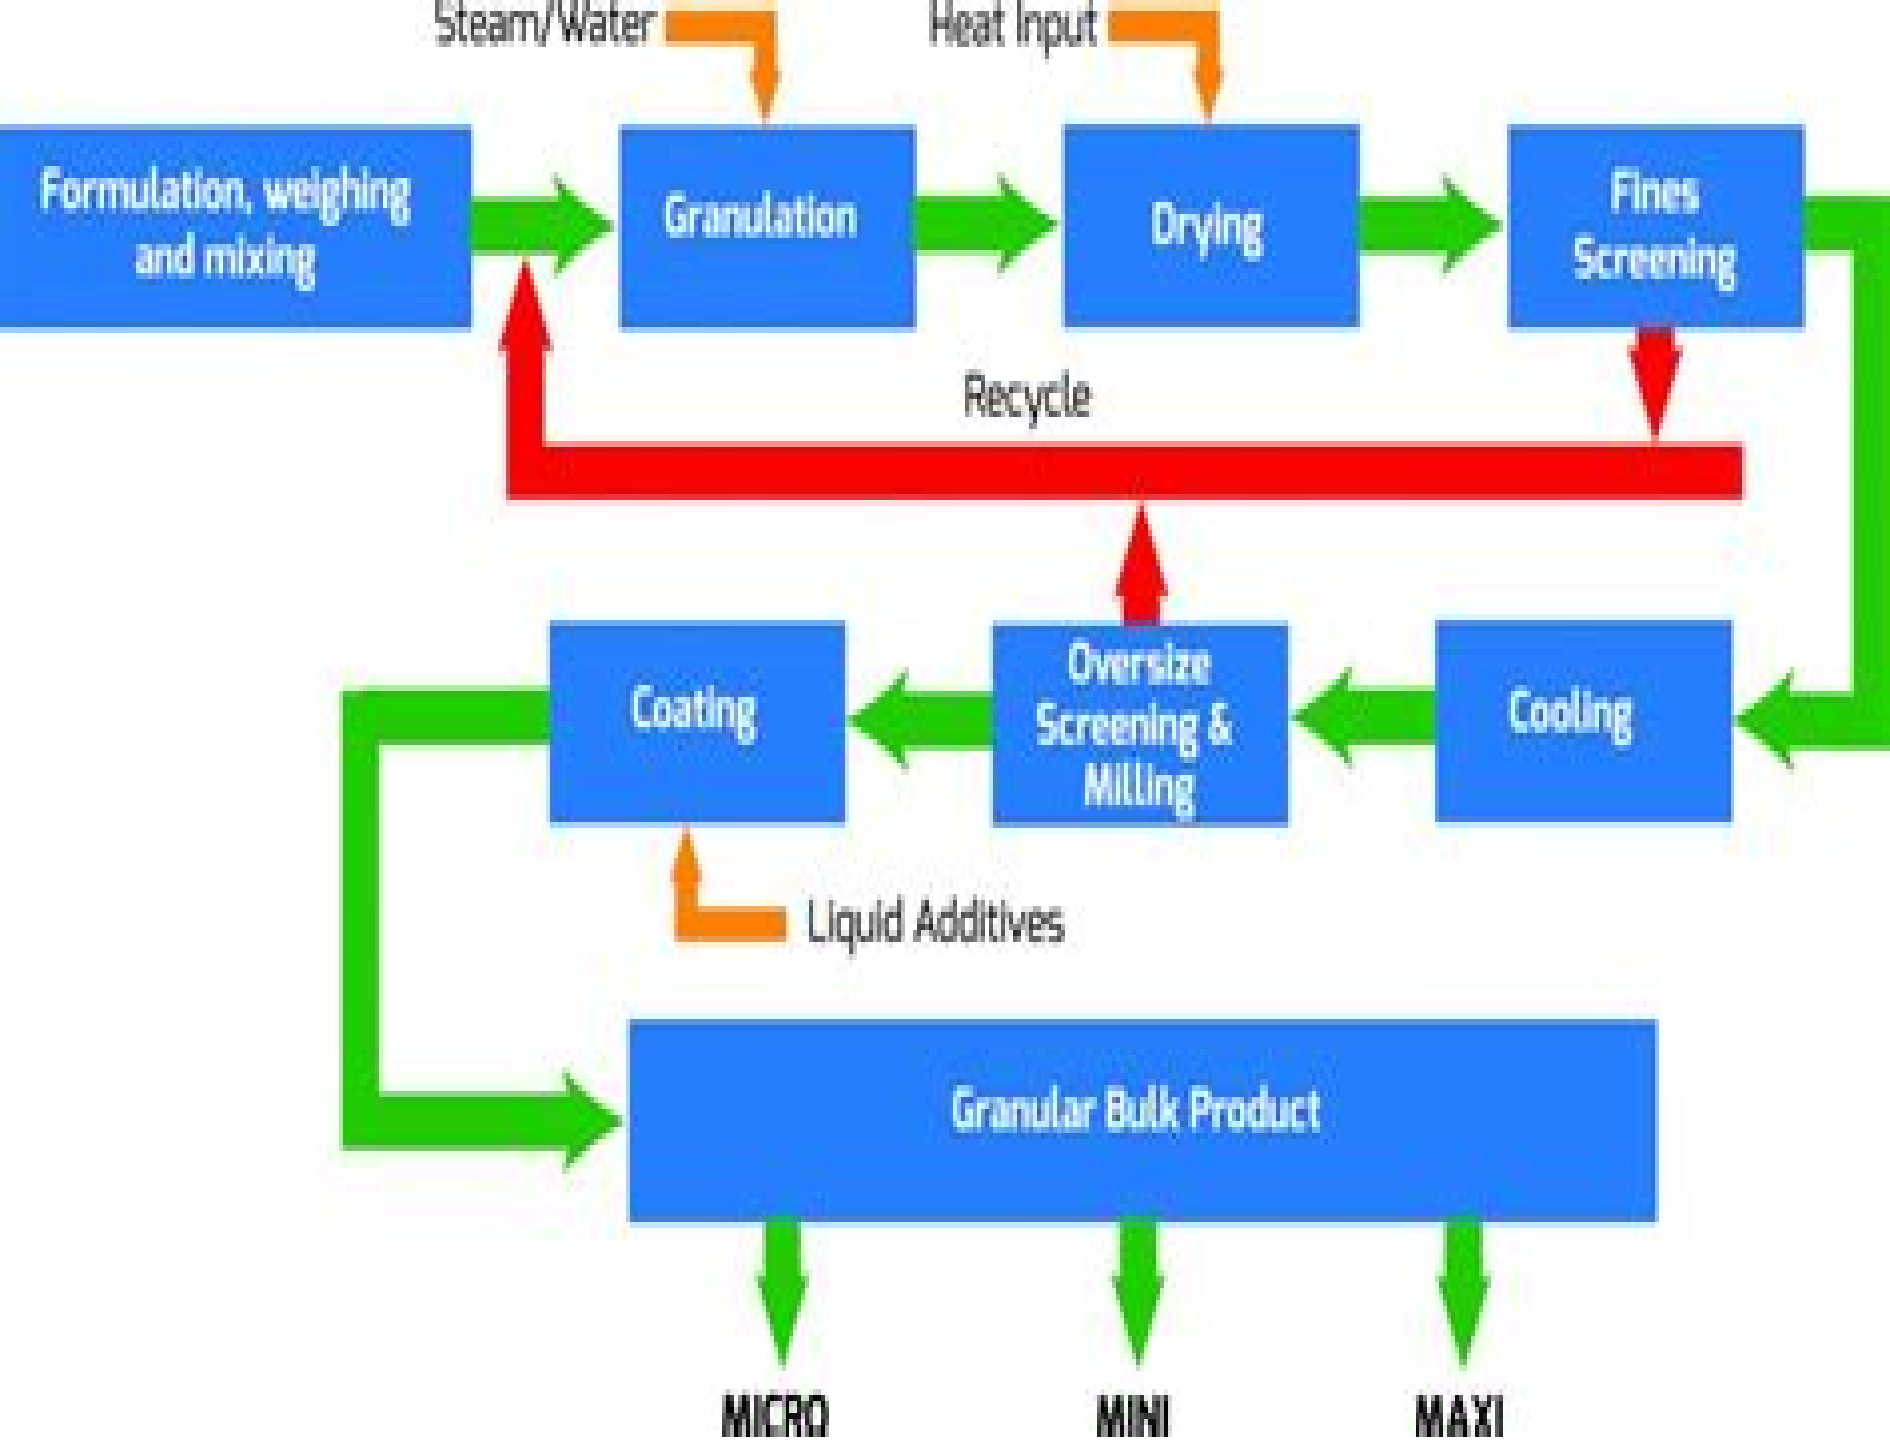 Steam/Water
Heat Input
Formulation, weighing
and mixing
Granulation
Drying
Fines
Screening
Recycle
Coating
Oversize
Screening &
Milling
Cooling
Liquid Additives
Granular Bulk Product
MICRO
MINI
MAXI